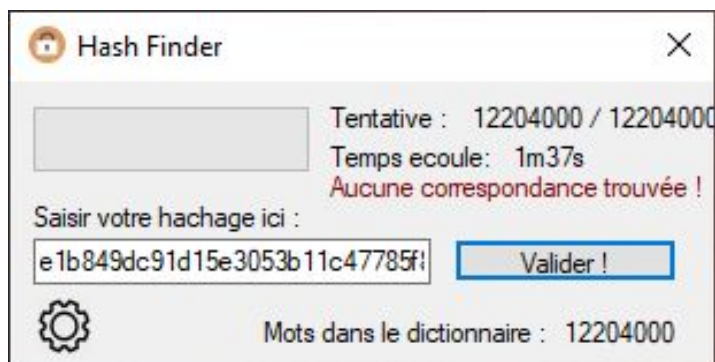 Hash Finder
Tentative : 12204000 / 12204000
Temps ecoule: 1m37s
Aucune correspondance trouvée !
Saisir votre hachage ici :
e1b849dc91d15e3053b11c47785f
Valider !
Mots dans le dictionnaire : 12204000